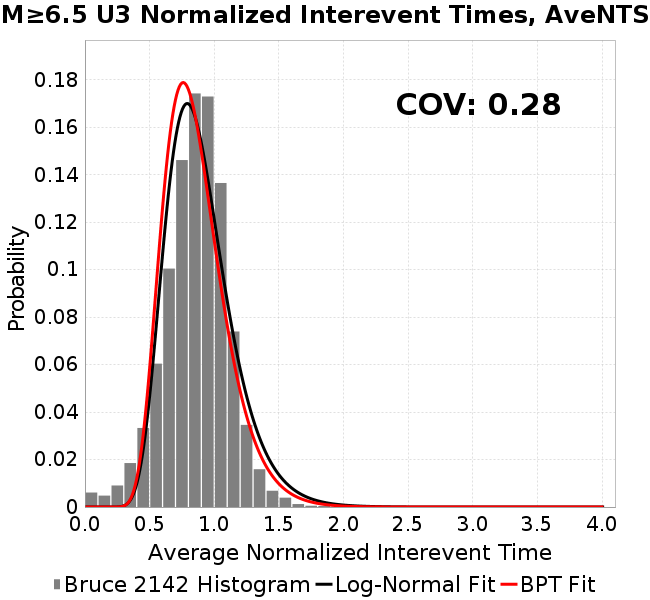 M≥6.5 U3 Normalized Interevent Times, AveNTS
COV: 0.28
Probability
0.18
0.16
0.14
0.12
0.1
0.08
0.06
0.04
0.02
0
0.0 0.5 1.0 1.5 2.0 2.5 3.0 3.5 4.0
Average Normalized Interevent Time
Bruce 2142 Histogram Log-Normal Fit BPT Fit